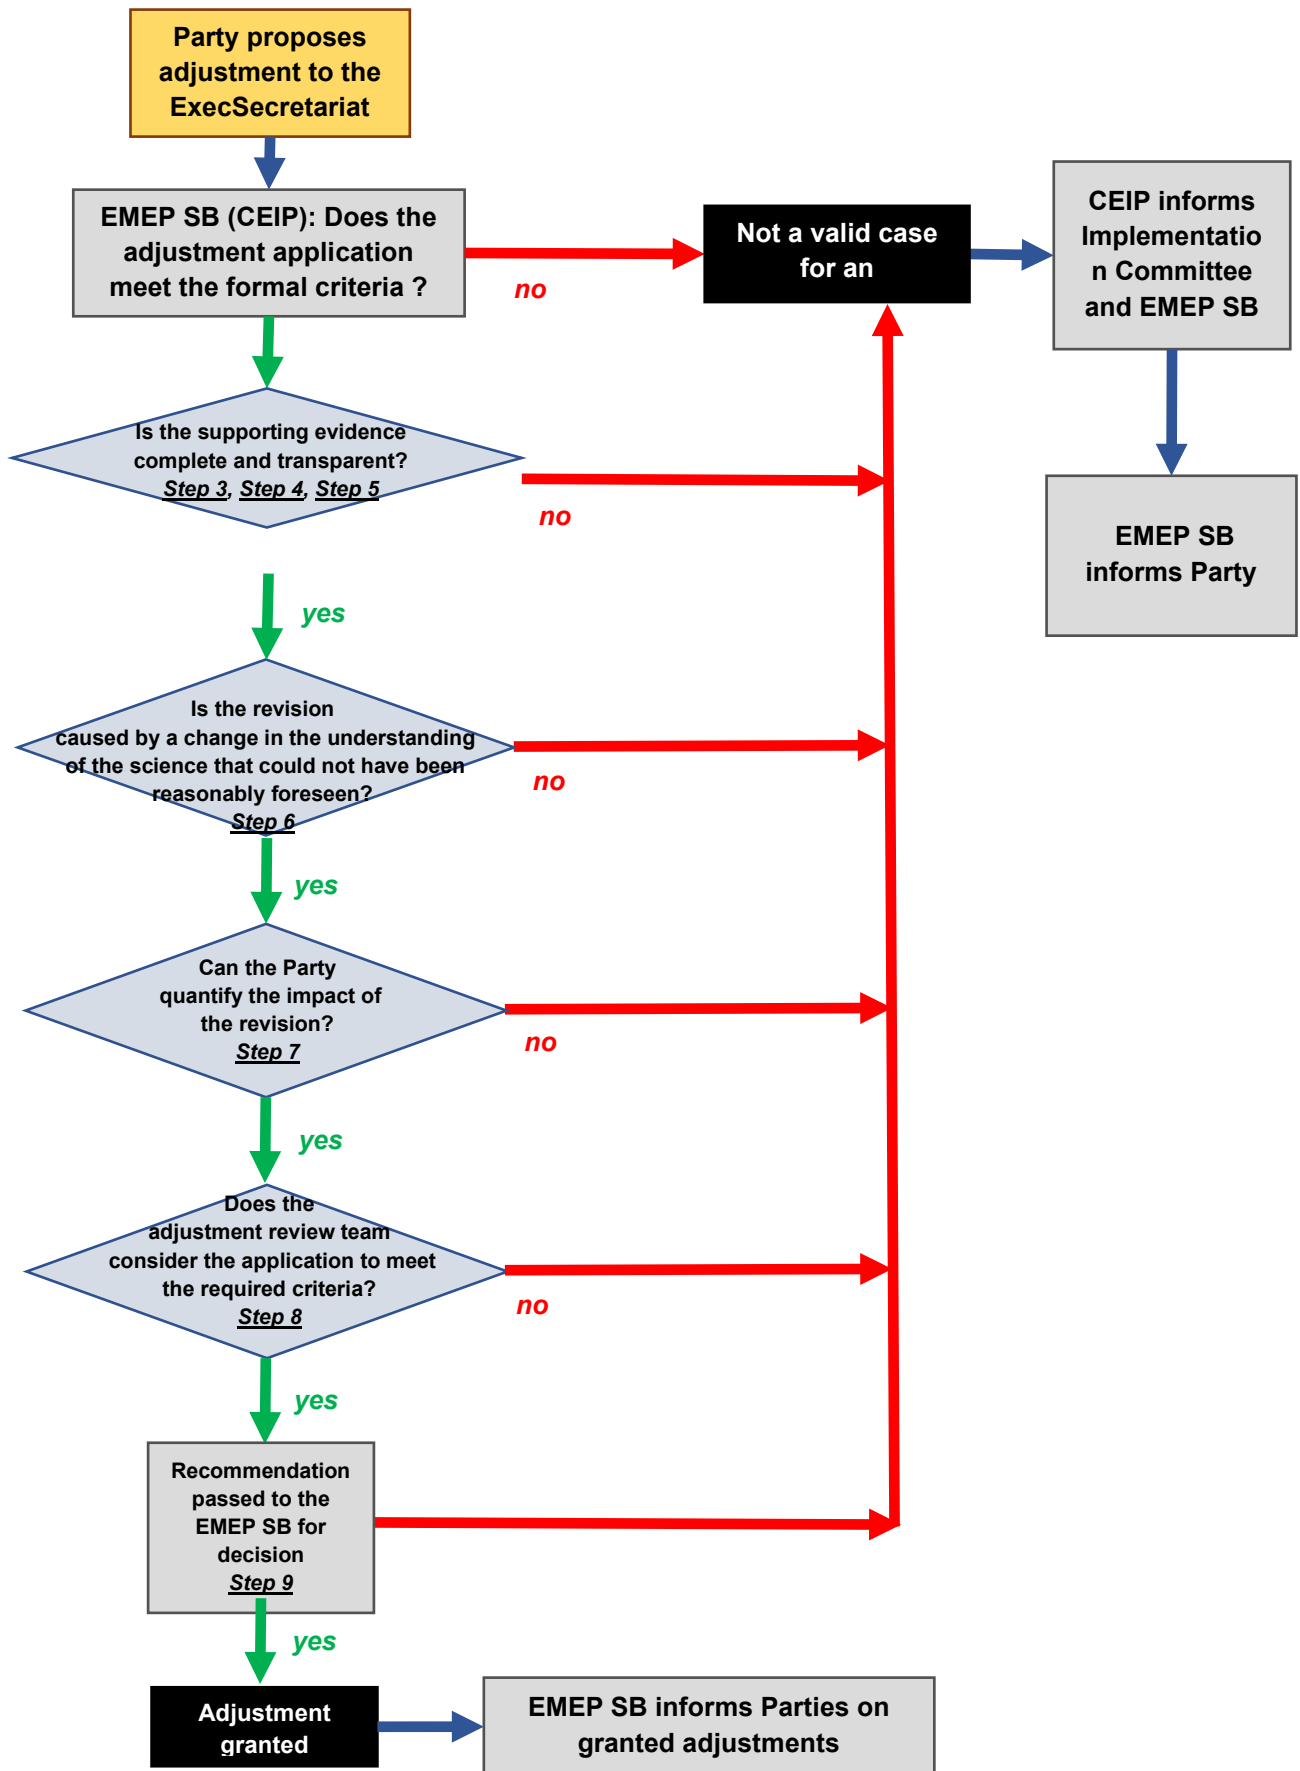 Party proposes
adjustment to the
ExecSecretariat
EMEP SB (CEIP): Does the
adjustment application
meet the formal criteria ?
no
Not a valid case
for an
CEIP informs
Implementatio
n Committee
and EMEP SB
EMEP SB
informs Party
Is the supporting evidence
complete and transparent?
Step 3, Step 4, Step 5
no
yes
Is the revision
caused by a change in the understanding
of the science that could not have been
reasonably foreseen?
Step 6
no
yes
Can the Party
quantify the impact of
the revision?
Step 7
no
yes
Does the
adjustment review team
consider the application to meet
the required criteria?
Step 8
no
yes
Recommendation
passed to the
EMEP SB for
decision
Step 9
yes
Adjustment
granted
EMEP SB informs Parties on
granted adjustments